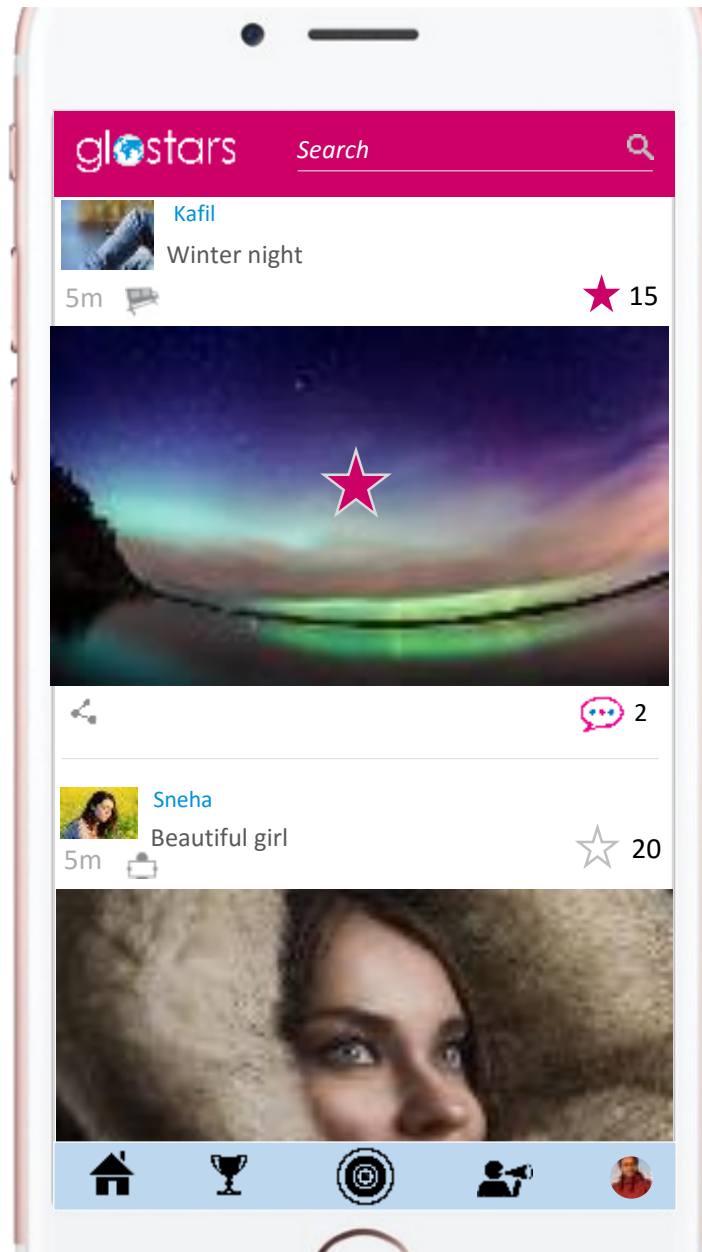 glostars
Search
Kafil
Winter night
5m
15
2
Sneha
Beautiful girl
5m
20